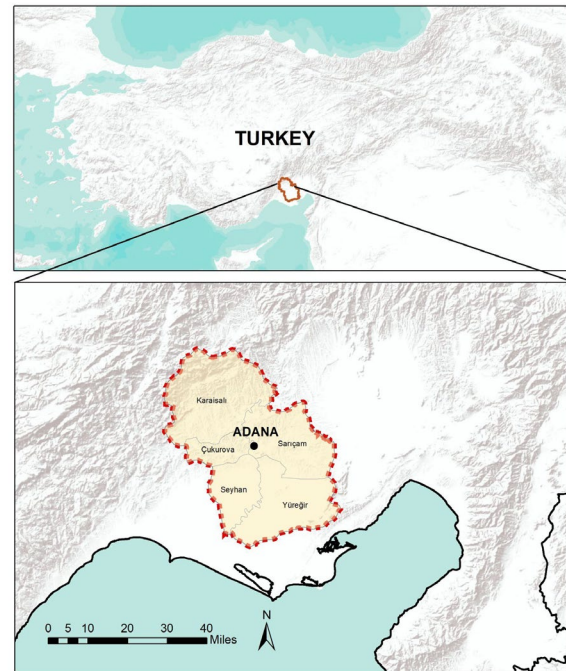 TURKEY
Karaisalı
ADANA
Çukurova
Sarıçam
Seyhan
Yüreğir
N
0 5 10 20 30 40
Miles